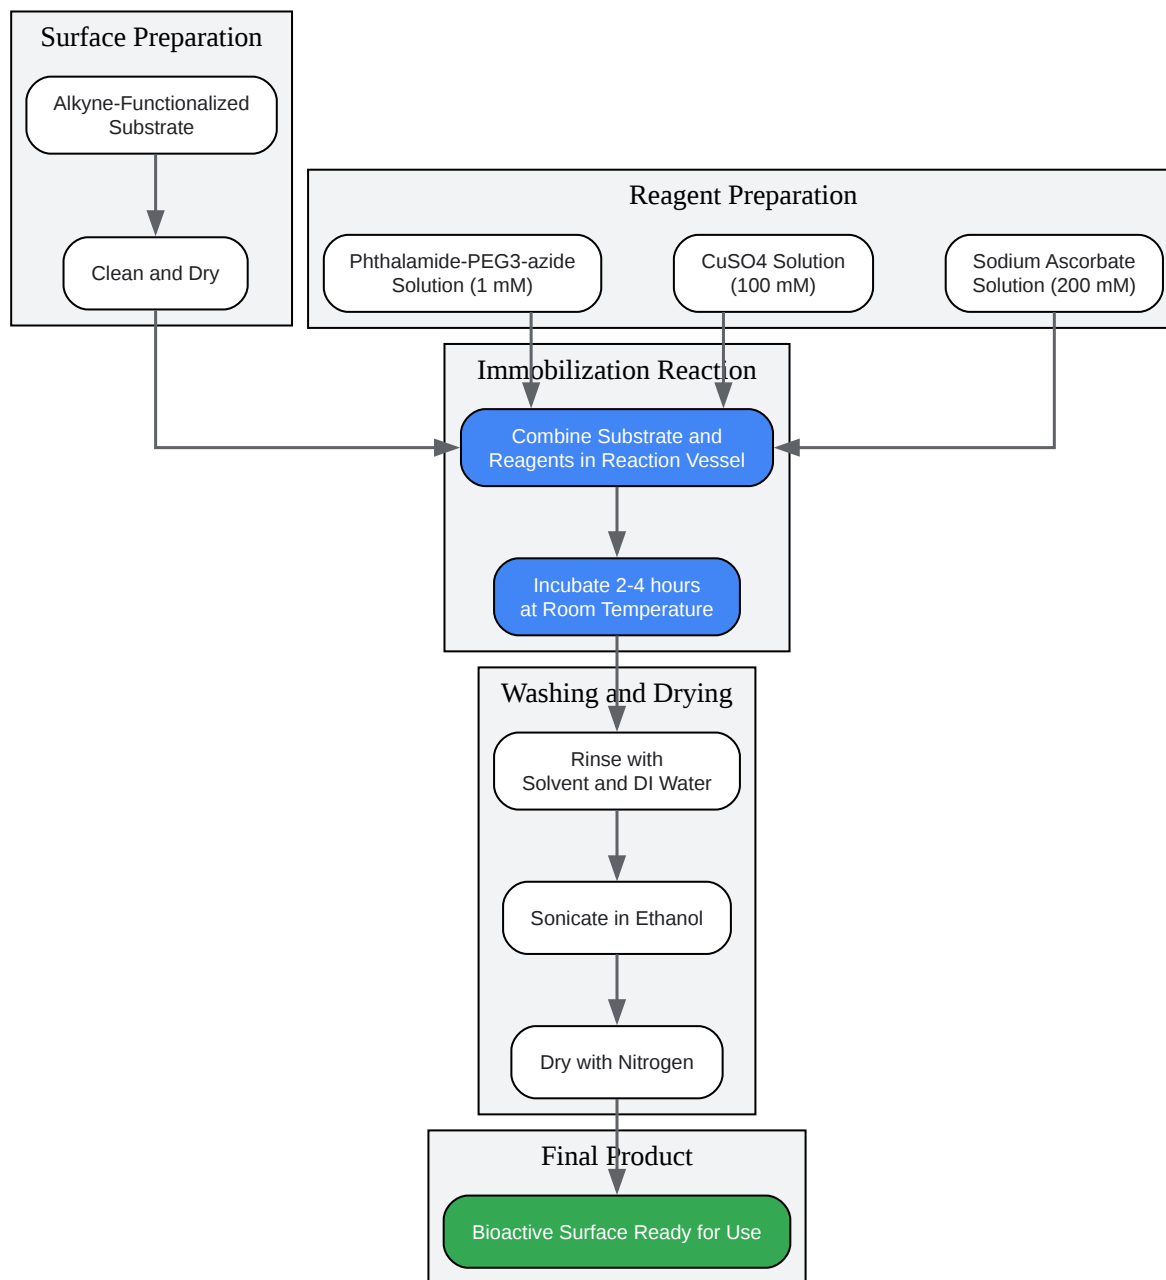 Surface Preparation
Alkyne-Functionalized
Substrate
Clean and Dry
Reagent Preparation
Phthalamide-PEG3-azide
Solution (1 mM)
CuSO4 Solution
(100 mM)
Sodium Ascorbate
Solution (200 mM)
Immobilization Reaction
Combine Substrate and
Reagents in Reaction Vessel
Incubate 2-4 hours
at Room Temperature
Washing and Drying
Rinse with
Solvent and DI Water
Sonicate in Ethanol
Dry with Nitrogen
Final Product
Bioactive Surface Ready for Use